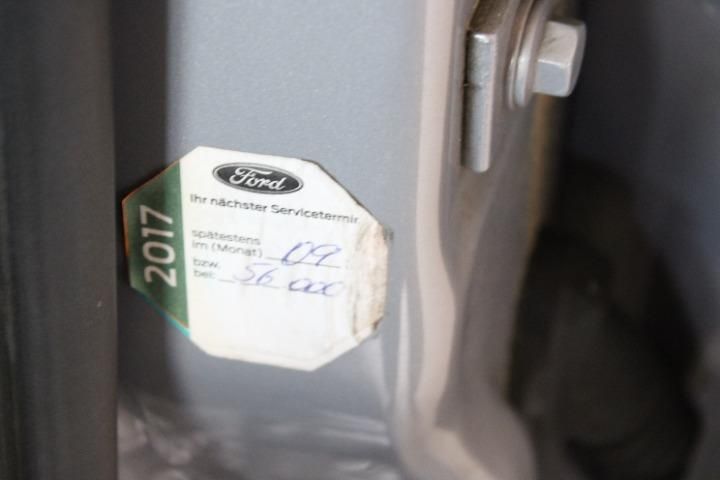 Ford
Ihr nächster Servicetermin
spätestens
im (Monat) 09
bzw.
bei: 56 000
2017